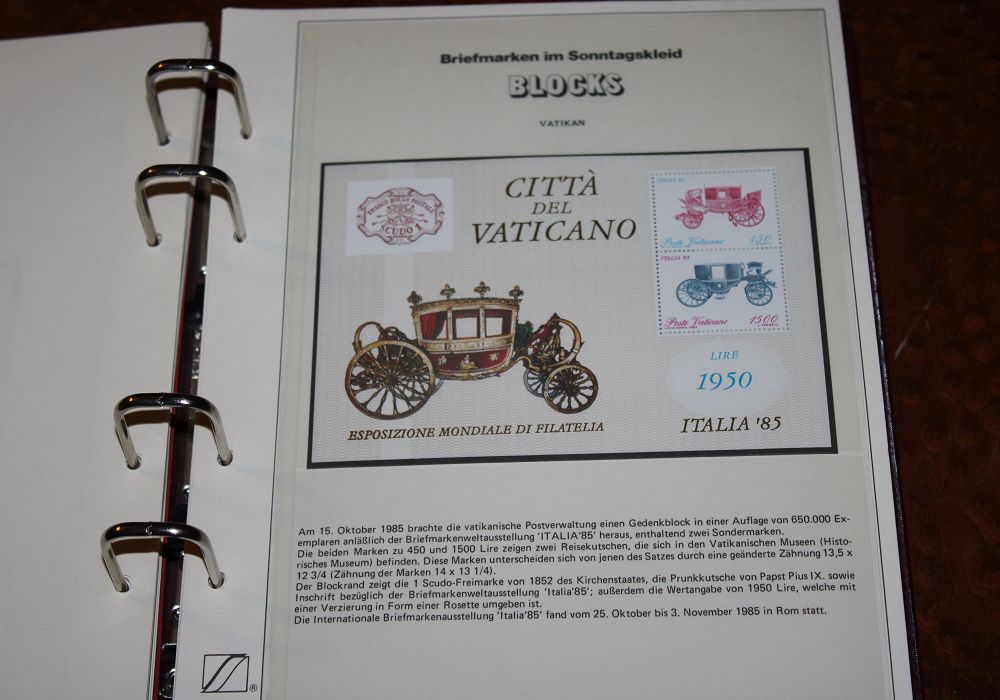 Briefmarken im Sonntagskleid
BLOCKS
VATIKAN
FRANCO BOLLO POSTALE
SCUDO 1
CITTÀ
DEL
VATICANO
ITALIA '85
Poste Vaticane 450
ITALIA '85
Poste Vaticane 1500
LIRE
1950
ESPOSIZIONE MONDIALE DI FILATELIA
ITALIA '85
Am 15. Oktober 1985 brachte die vatikanische Postverwaltung einen Gedenkblock in einer Auflage von 650.000 Ex-
emplaren anläßlich der Briefmarkenweltausstellung 'ITALIA'85' heraus, enthaltend zwei Sondermarken.
Die beiden Marken zu 450 und 1500 Lire zeigen zwei Reisekutschen, die sich in den Vatikanischen Museen (Histo-
risches Museum) befinden. Diese Marken unterscheiden sich von jenen des Satzes durch eine geänderte Zähnung 13,5 x
12 3/4 (Zähnung der Marken 14 x 13 1/4).
Der Blockrand zeigt die 1 Scudo-Freimarke von 1852 des Kirchenstaates, die Prunkkutsche von Papst Pius IX. sowie
Inschrift bezüglich der Briefmarkenweltausstellung 'Italia'85'; außerdem die Wertangabe von 1950 Lire, welche mit
einer Verzierung in Form einer Rosette umgeben ist.
Die Internationale Briefmarkenausstellung 'Italia'85' fand vom 25. Oktober bis 3. November 1985 in Rom statt.
®